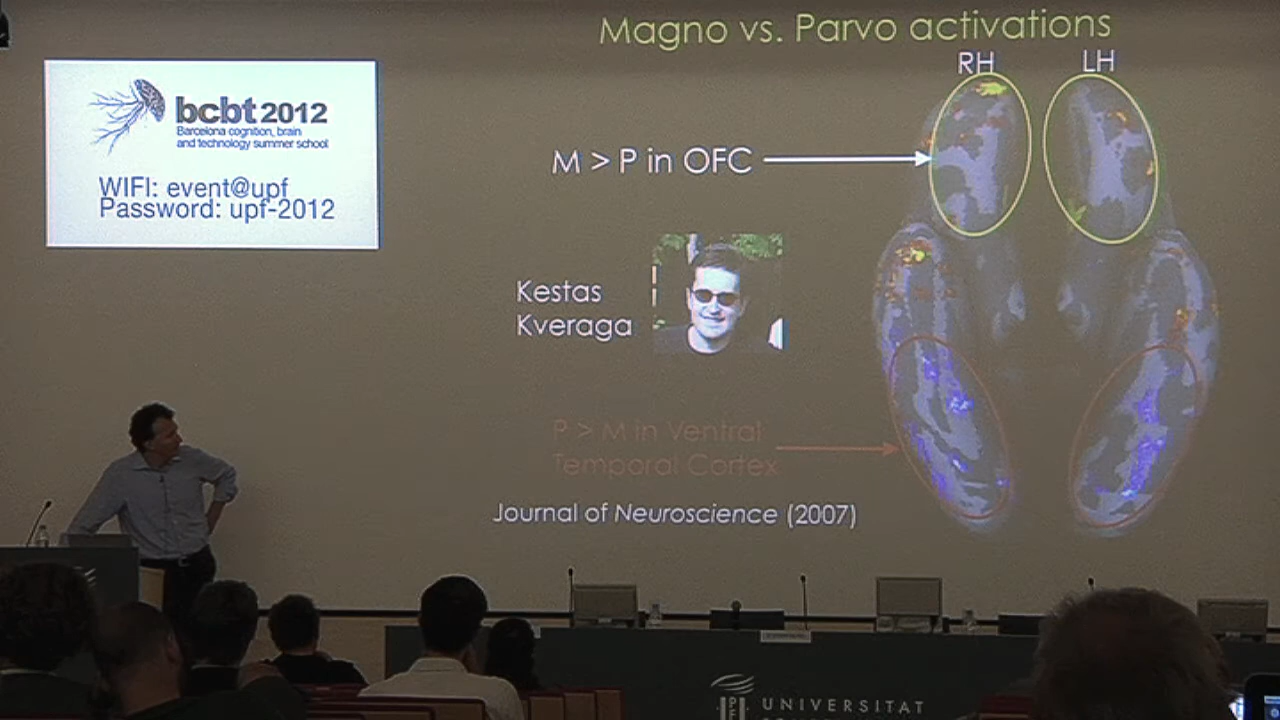 Magno vs. Parvo activations
RH
LH
bcbt 2012
Barcelona cognition, brain
and technology summer school
WIFI: event@upf
Password: upf-2012
M > P in OFC
Kestas
Kveraga
P > M in Ventral
Temporal Cortex
Journal of Neuroscience (2007)
UNIVERSITAT